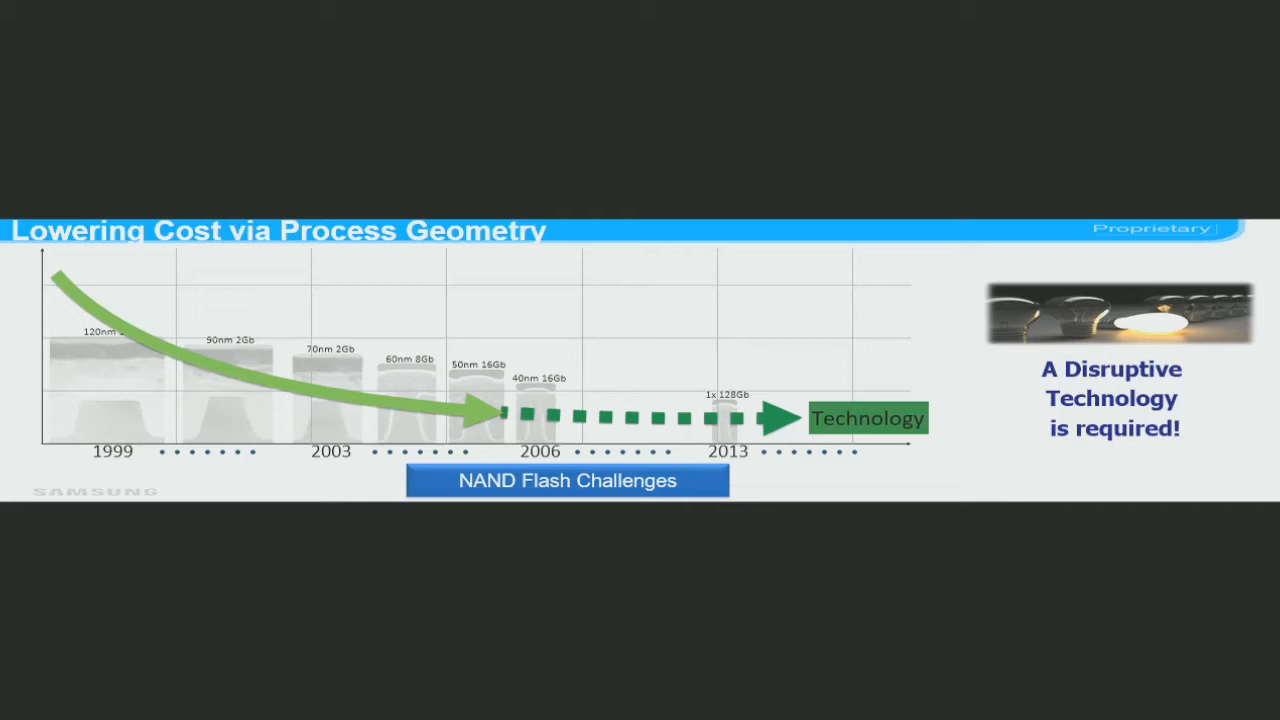 Lowering Cost via Process Geometry
Proprietary
120nm
90nm 2Gb
70nm 2Gb
60nm 8Gb
50nm 16Gb
40nm 16Gb
1x 128Gb
Technology
1999
2003
2006
2013
A Disruptive
Technology
is required!
NAND Flash Challenges
SAMSUNG